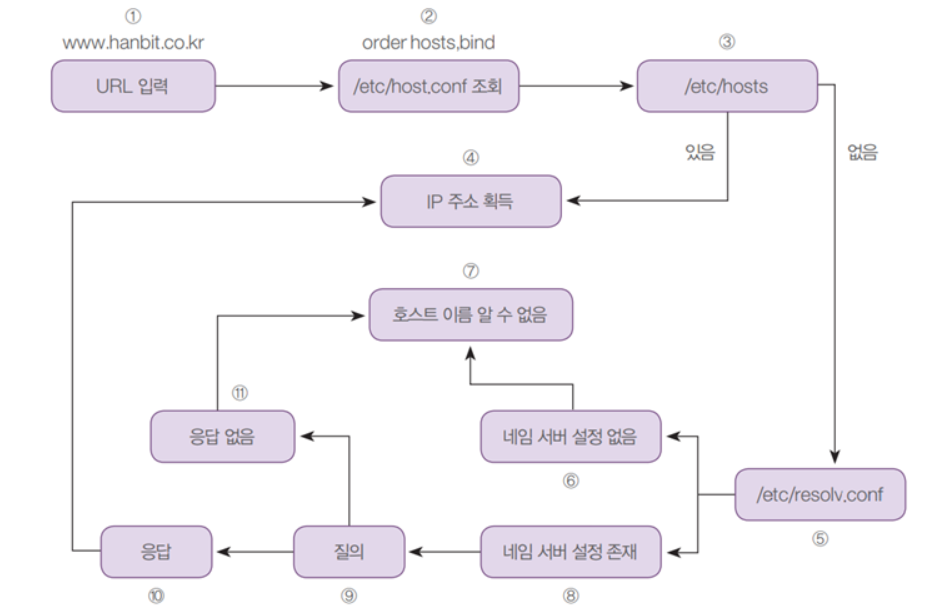 ①
www.hanbit.co.kr
URL 입력
②
order hosts,bind
/etc/host.conf 조회
③
/etc/hosts
있음
없음
④
IP 주소 획득
⑦
호스트 이름 알 수 없음
⑪
응답 없음
네임 서버 설정 없음
⑥
/etc/resolv.conf
⑤
응답
⑩
질의
⑨
네임 서버 설정 존재
⑧